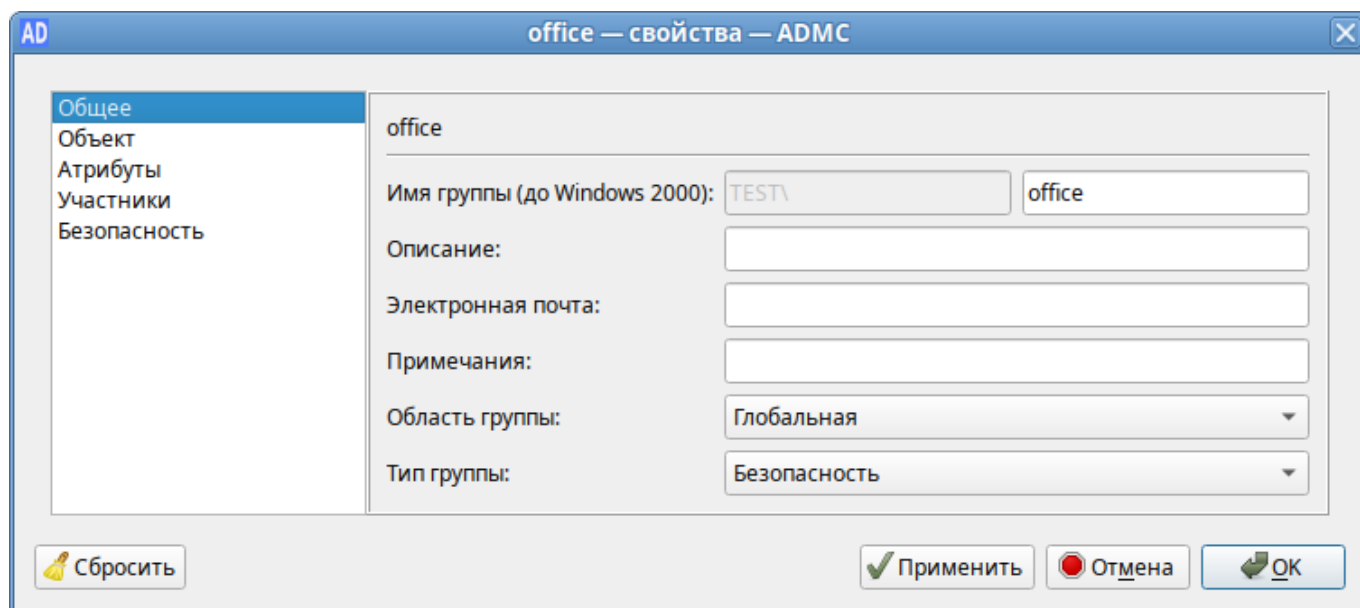 AD office — свойства — ADMC
Общее
Объект
Атрибуты
Участники
Безопасность
office
Имя группы (до Windows 2000): TEST\ office
Описание:
Электронная почта:
Примечания:
Область группы: Глобальная
Тип группы: Безопасность
Сбросить Применить Отмена OK